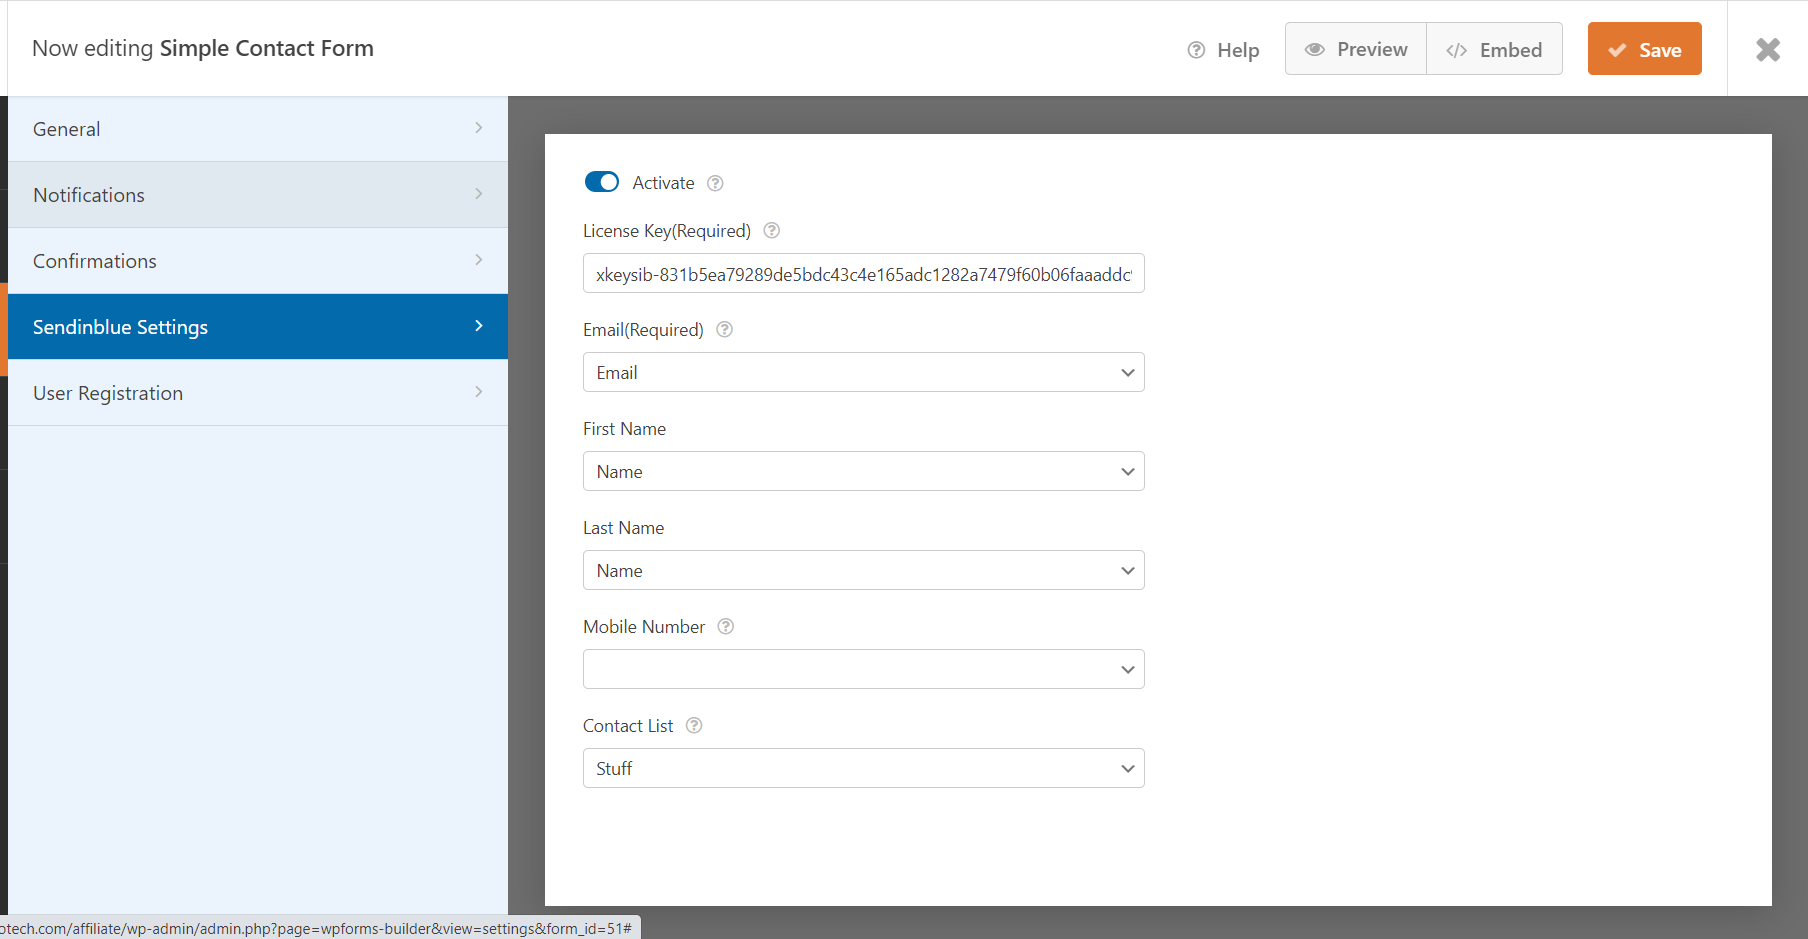 Now editing Simple Contact Form
Help
Preview
Embed
Save
General
Notifications
Confirmations
Sendinblue Settings
User Registration
Activate
License Key(Required)
xkeysib-831b5ea79289de5bdc43c4e165adc1282a7479f60b06faaaddc
Email(Required)
Email
First Name
Name
Last Name
Name
Mobile Number
Contact List
Stuff
otech.com/affiliate/wp-admin/admin.php?page=wpforms-builder&view=settings&form_id=51#